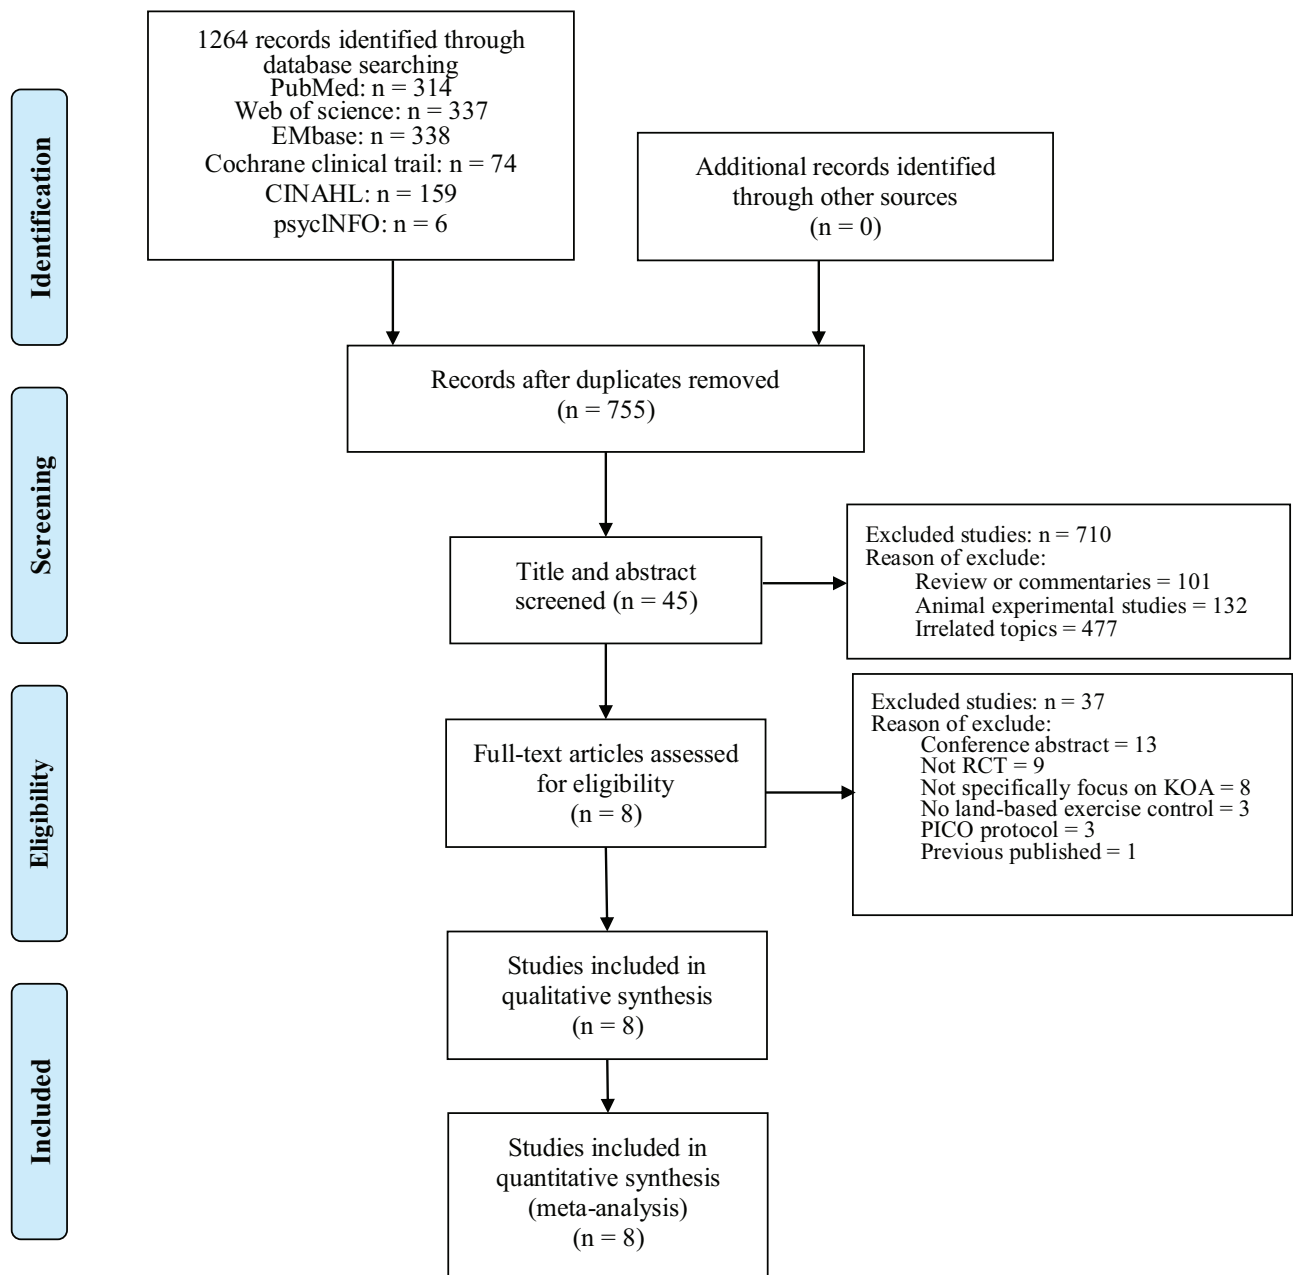 Identification
1264 records identified through
database searching
PubMed: n = 314
Web of science: n = 337
EMbase: n = 338
Cochrane clinical trail: n = 74
CINAHL: n = 159
psyclNFO: n = 6
Additional records identified
through other sources
(n = 0)
Records after duplicates removed
(n = 755)
Screening
Title and abstract
screened (n = 45)
Excluded studies: n = 710
Reason of exclude:
Review or commentaries = 101
Animal experimental studies = 132
Irrelated topics = 477
Eligibility
Full-text articles assessed
for eligibility
(n = 8)
Excluded studies: n = 37
Reason of exclude:
Conference abstract = 13
Not RCT = 9
Not specifically focus on KOA = 8
No land-based exercise control = 3
PICO protocol = 3
Previous published = 1
Studies included in
qualitative synthesis
(n = 8)
Included
Studies included in
quantitative synthesis
(meta-analysis)
(n = 8)